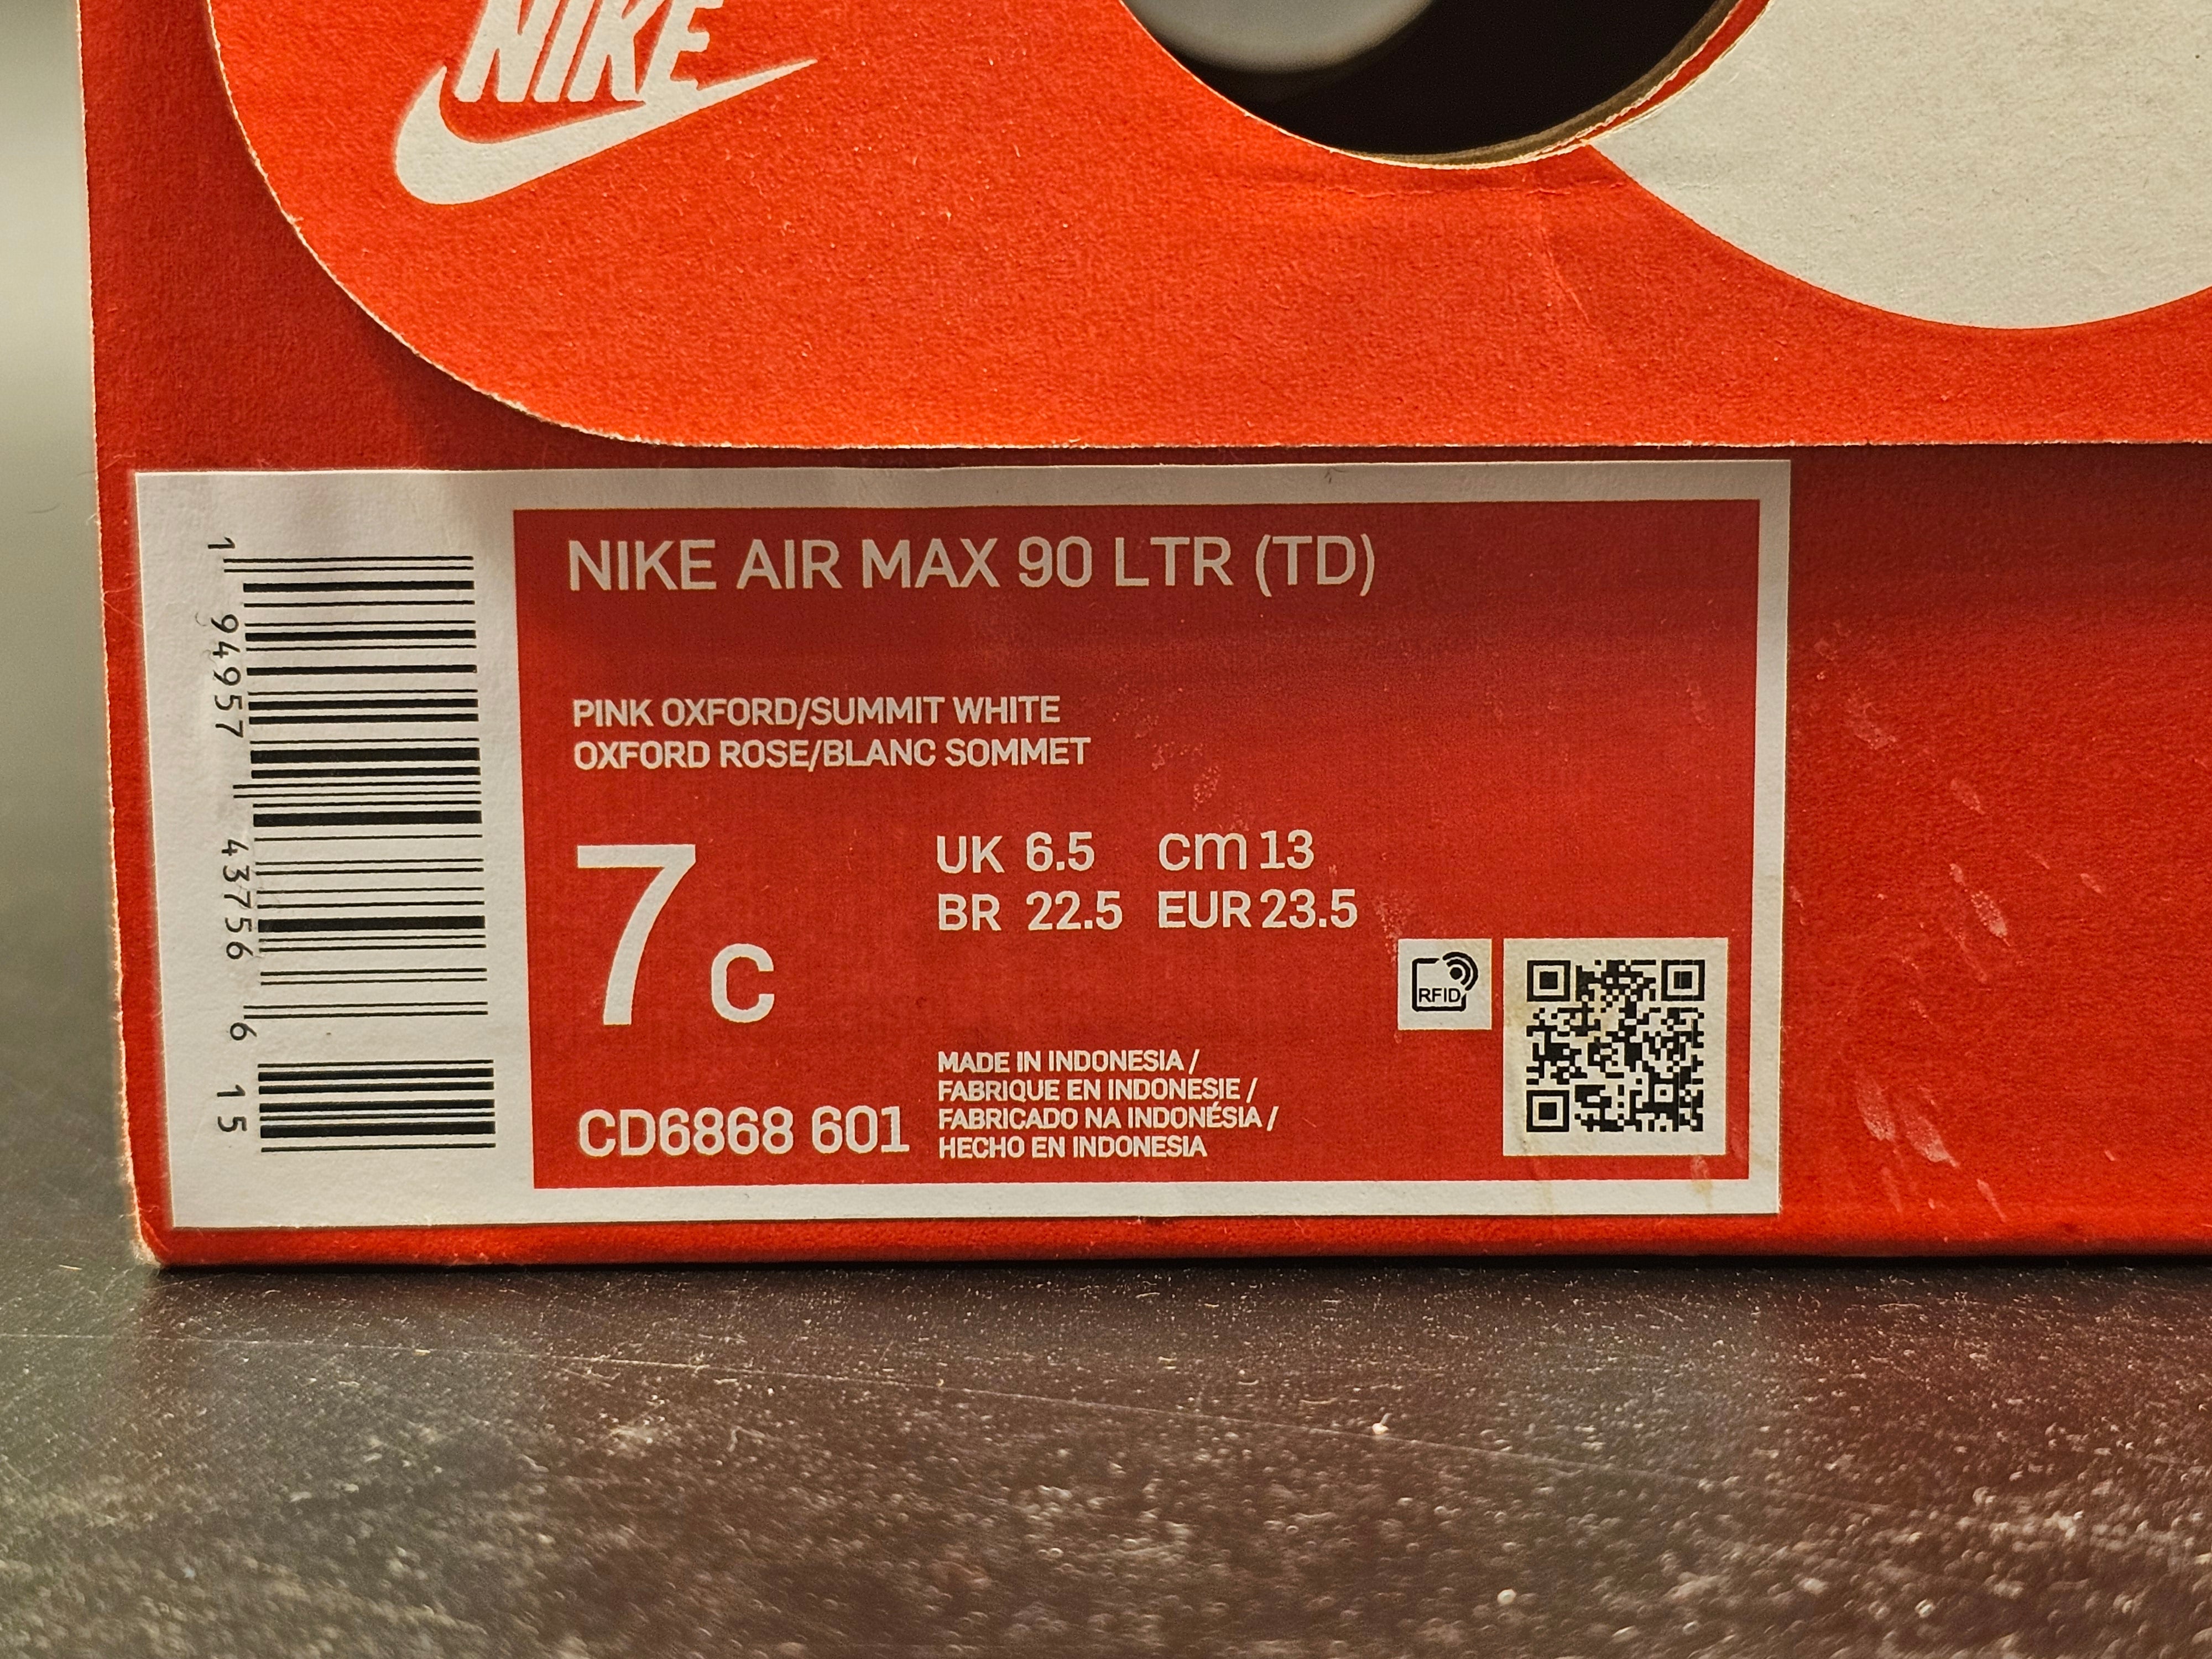 NIKE
NIKE AIR MAX 90 LTR (TD)
PINK OXFORD/SUMMIT WHITE
OXFORD ROSE/BLANC SOMMET
7 c
UK 6.5 cm 13
BR 22.5 EUR 23.5
RFID
CD6868 601
MADE IN INDONESIA /
FABRIQUE EN INDONESIE /
FABRICADO NA INDONÉSIA /
HECHO EN INDONESIA
1 94957 43756 6 15